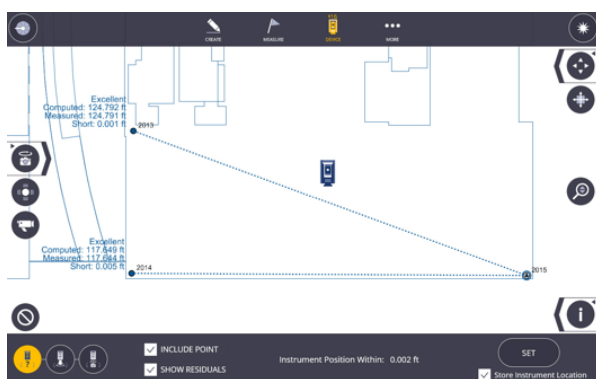 X10
CREATE
MEASURE
DEVICE
MORE
Excellent
Computed: 124.792 ft
Measured: 124.791 ft
Short: 0.001 ft
2013
Excellent
Computed: 117.649 ft
Measured: 117.644 ft
Short: 0.005 ft
2014
2015
INCLUDE POINT
SHOW RESIDUALS
Instrument Position Within: 0.002 ft
SET
Store Instrument Location